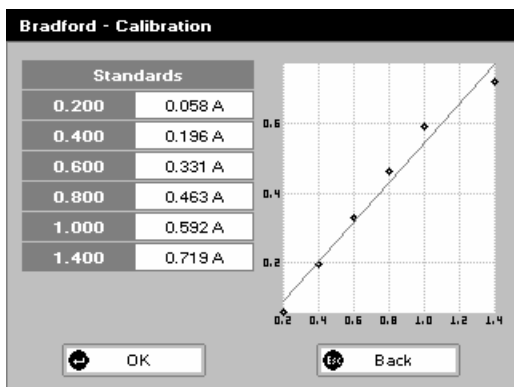 Bradford - Calibration
Standards
0.200 0.058 A
0.400 0.196 A
0.600 0.331 A
0.800 0.463 A
1.000 0.592 A
1.400 0.719 A
0.6
0.4
0.2
0.2 0.4 0.6 0.8 1.0 1.2 1.4
OK
Esc Back